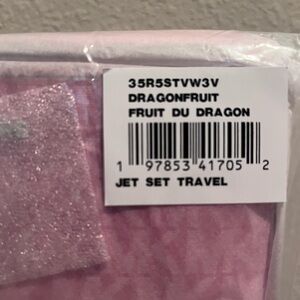 35R5STVW3V
DRAGONFRUIT
FRUIT DU DRAGON
1 97853 41705 2
JET SET TRAVEL